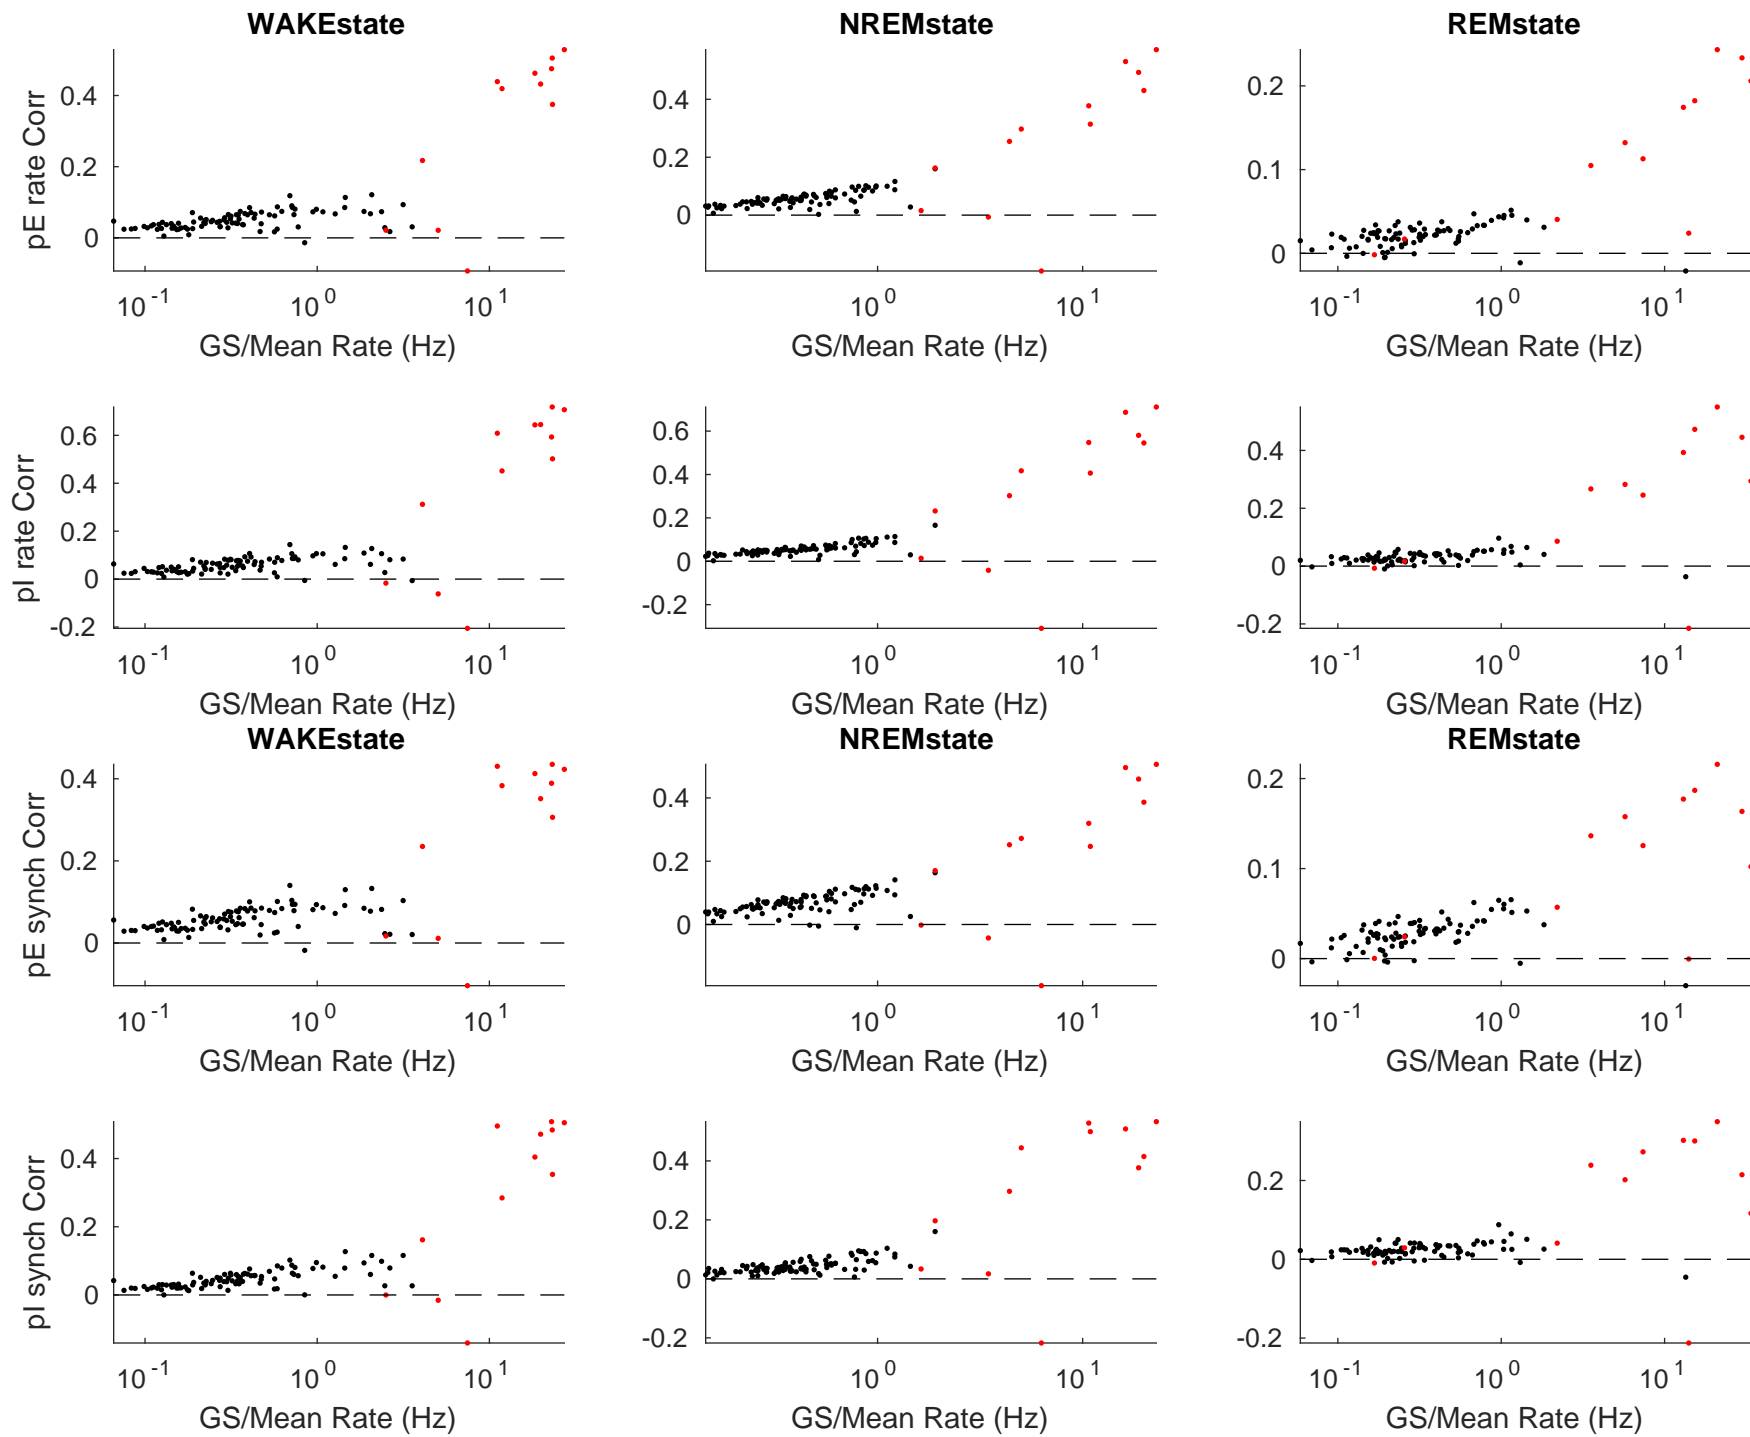 WAKEstate NREMstate REMstate
pE rate Corr
0.4
0.2
0
0.4
0.2
0
0.2
0.1
0
10^-1 10^0 10^1
10^0 10^1
10^-1 10^0 10^1
GS/Mean Rate (Hz) GS/Mean Rate (Hz) GS/Mean Rate (Hz)
pI rate Corr
0.6
0.4
0.2
0
-0.2
0.6
0.4
0.2
0
-0.2
0.4
0.2
0
-0.2
10^-1 10^0 10^1
10^0 10^1
10^-1 10^0 10^1
GS/Mean Rate (Hz) GS/Mean Rate (Hz) GS/Mean Rate (Hz)
WAKEstate NREMstate REMstate
pE synch Corr
0.4
0.2
0
0.4
0.2
0
0.2
0.1
0
10^-1 10^0 10^1
10^0 10^1
10^-1 10^0 10^1
GS/Mean Rate (Hz) GS/Mean Rate (Hz) GS/Mean Rate (Hz)
pI synch Corr
0.4
0.2
0
0.4
0.2
0
-0.2
0.2
0
-0.2
10^-1 10^0 10^1
10^0 10^1
10^-1 10^0 10^1
GS/Mean Rate (Hz) GS/Mean Rate (Hz) GS/Mean Rate (Hz)